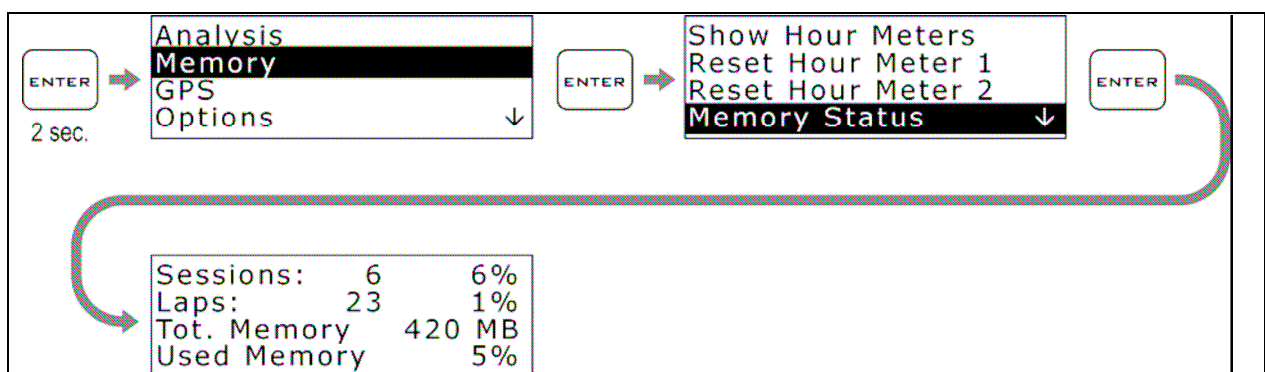 ENTER
2 sec.
Analysis
Memory
GPS
Options ↓
ENTER
Show Hour Meters
Reset Hour Meter 1
Reset Hour Meter 2
Memory Status ↓
ENTER
Sessions: 6 6%
Laps: 23 1%
Tot. Memory 420 MB
Used Memory 5%